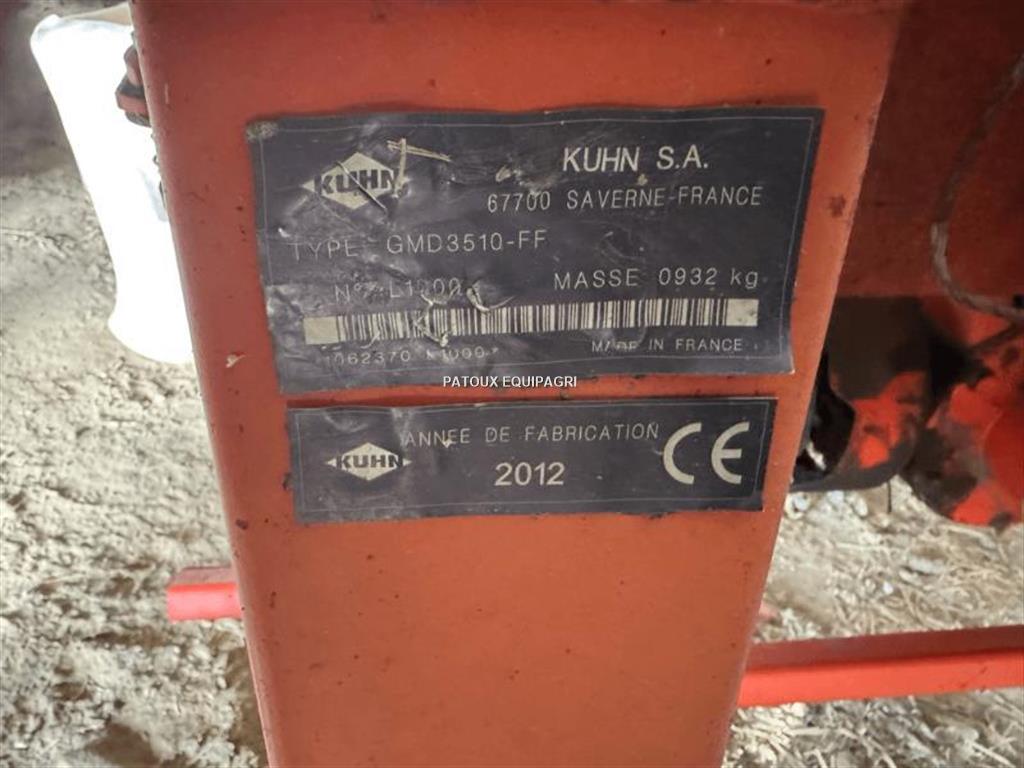 KUHN
KUHN S.A.
67700 SAVERNE-FRANCE
TYPE GMD3510-FF
N° MASSE 0932 kg
MADE IN FRANCE
PATOUX EQUIPAGRI
KUHN
ANNEE DE FABRICATION
2012
CE